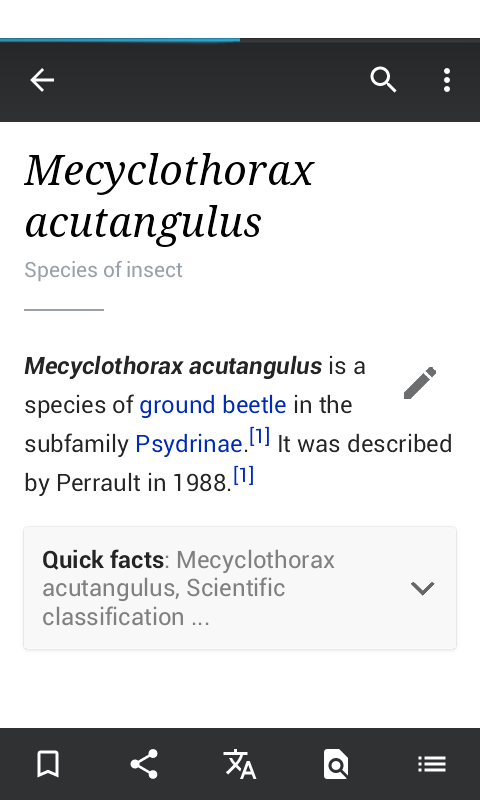 Mecyclothorax
acutangulus
Species of insect
Mecyclothorax acutangulus is a
species of ground beetle in the
subfamily Psydrinae.[1] It was described
by Perrault in 1988.[1]
Quick facts: Mecyclothorax
acutangulus, Scientific
classification ...